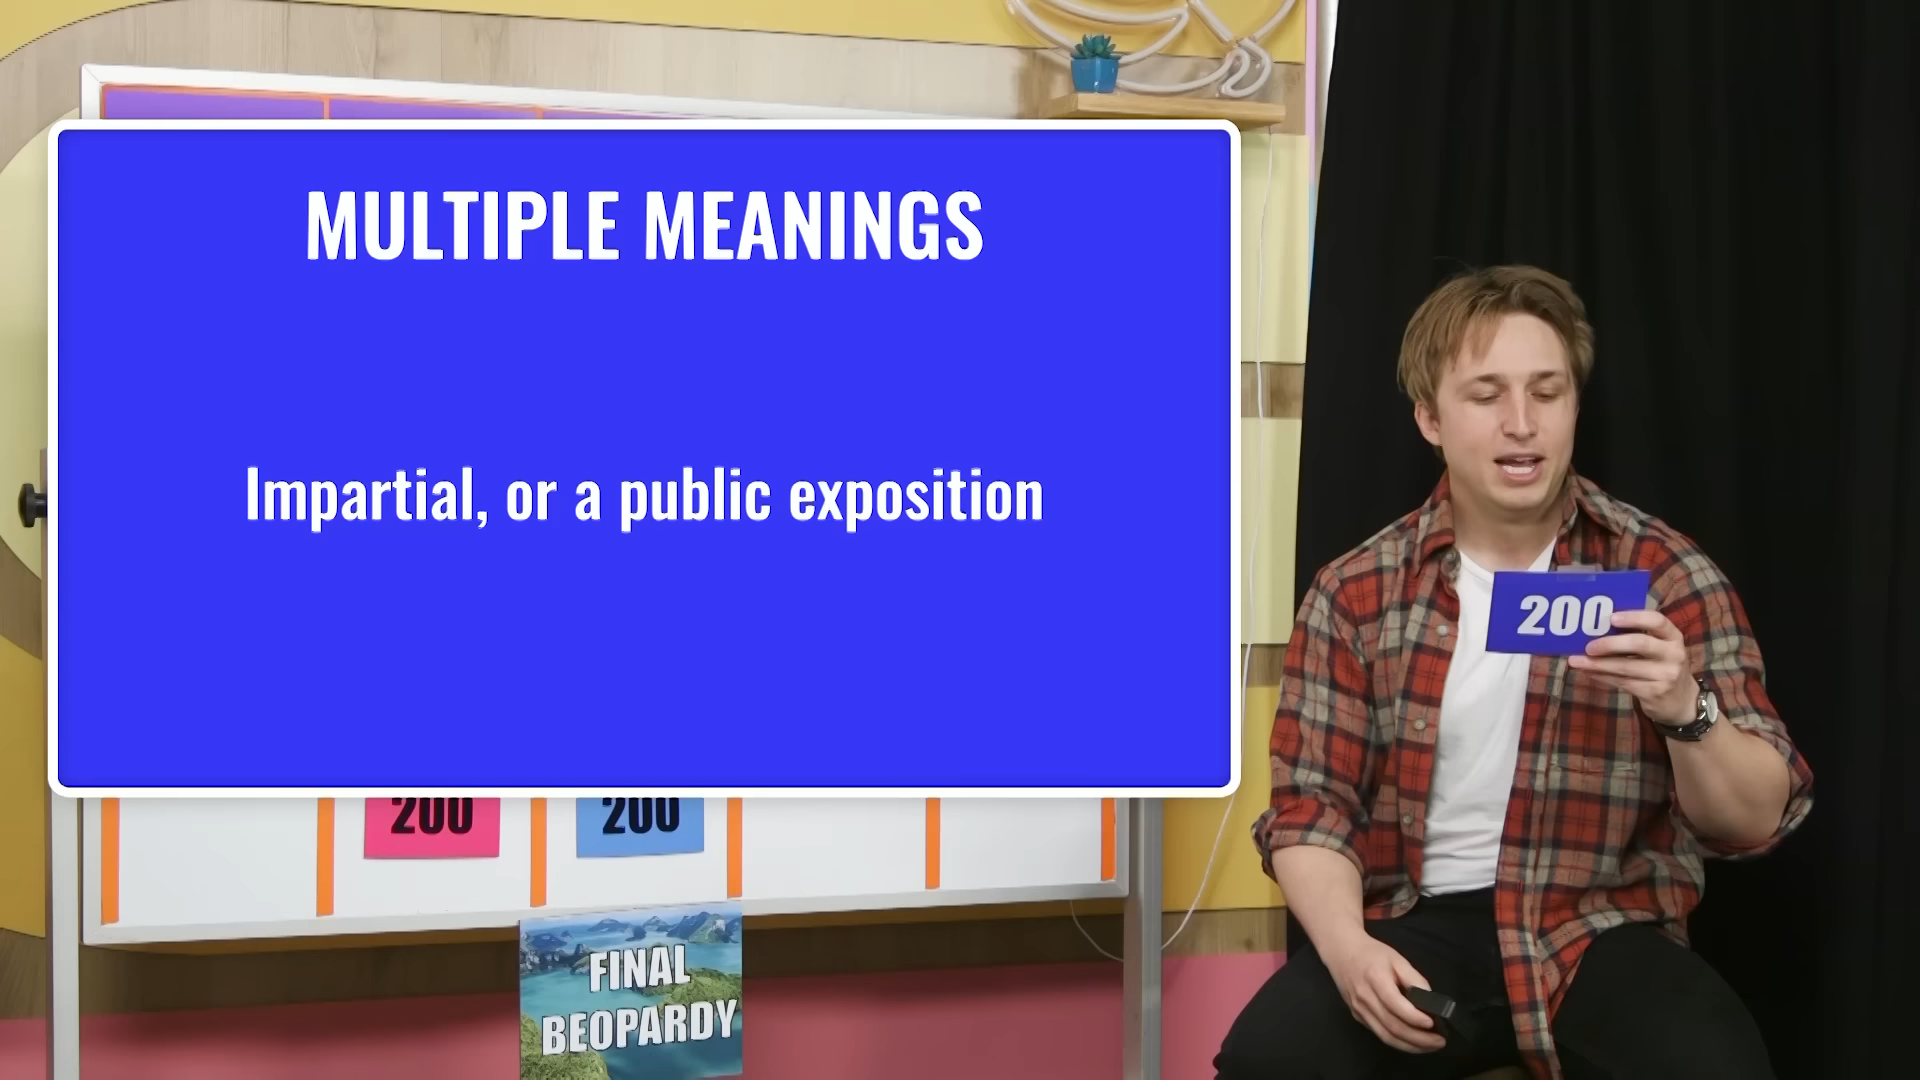 MULTIPLE MEANINGS
Impartial, or a public exposition
200
200
200
FINAL
BEOPARDY